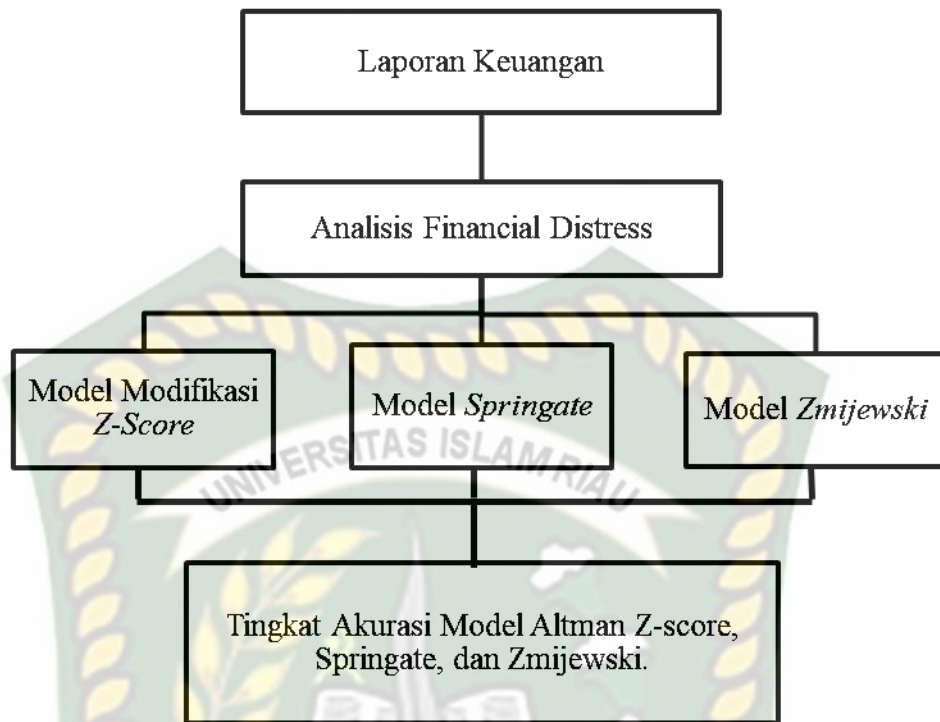 Laporan Keuangan
Analisis Financial Distress
Model Modifikasi
Z-Score
Model Springate
Model Zmijewski
UNIVERSITAS ISLAM RIAU
Tingkat Akurasi Model Altman Z-score,
Springate, dan Zmijewski.